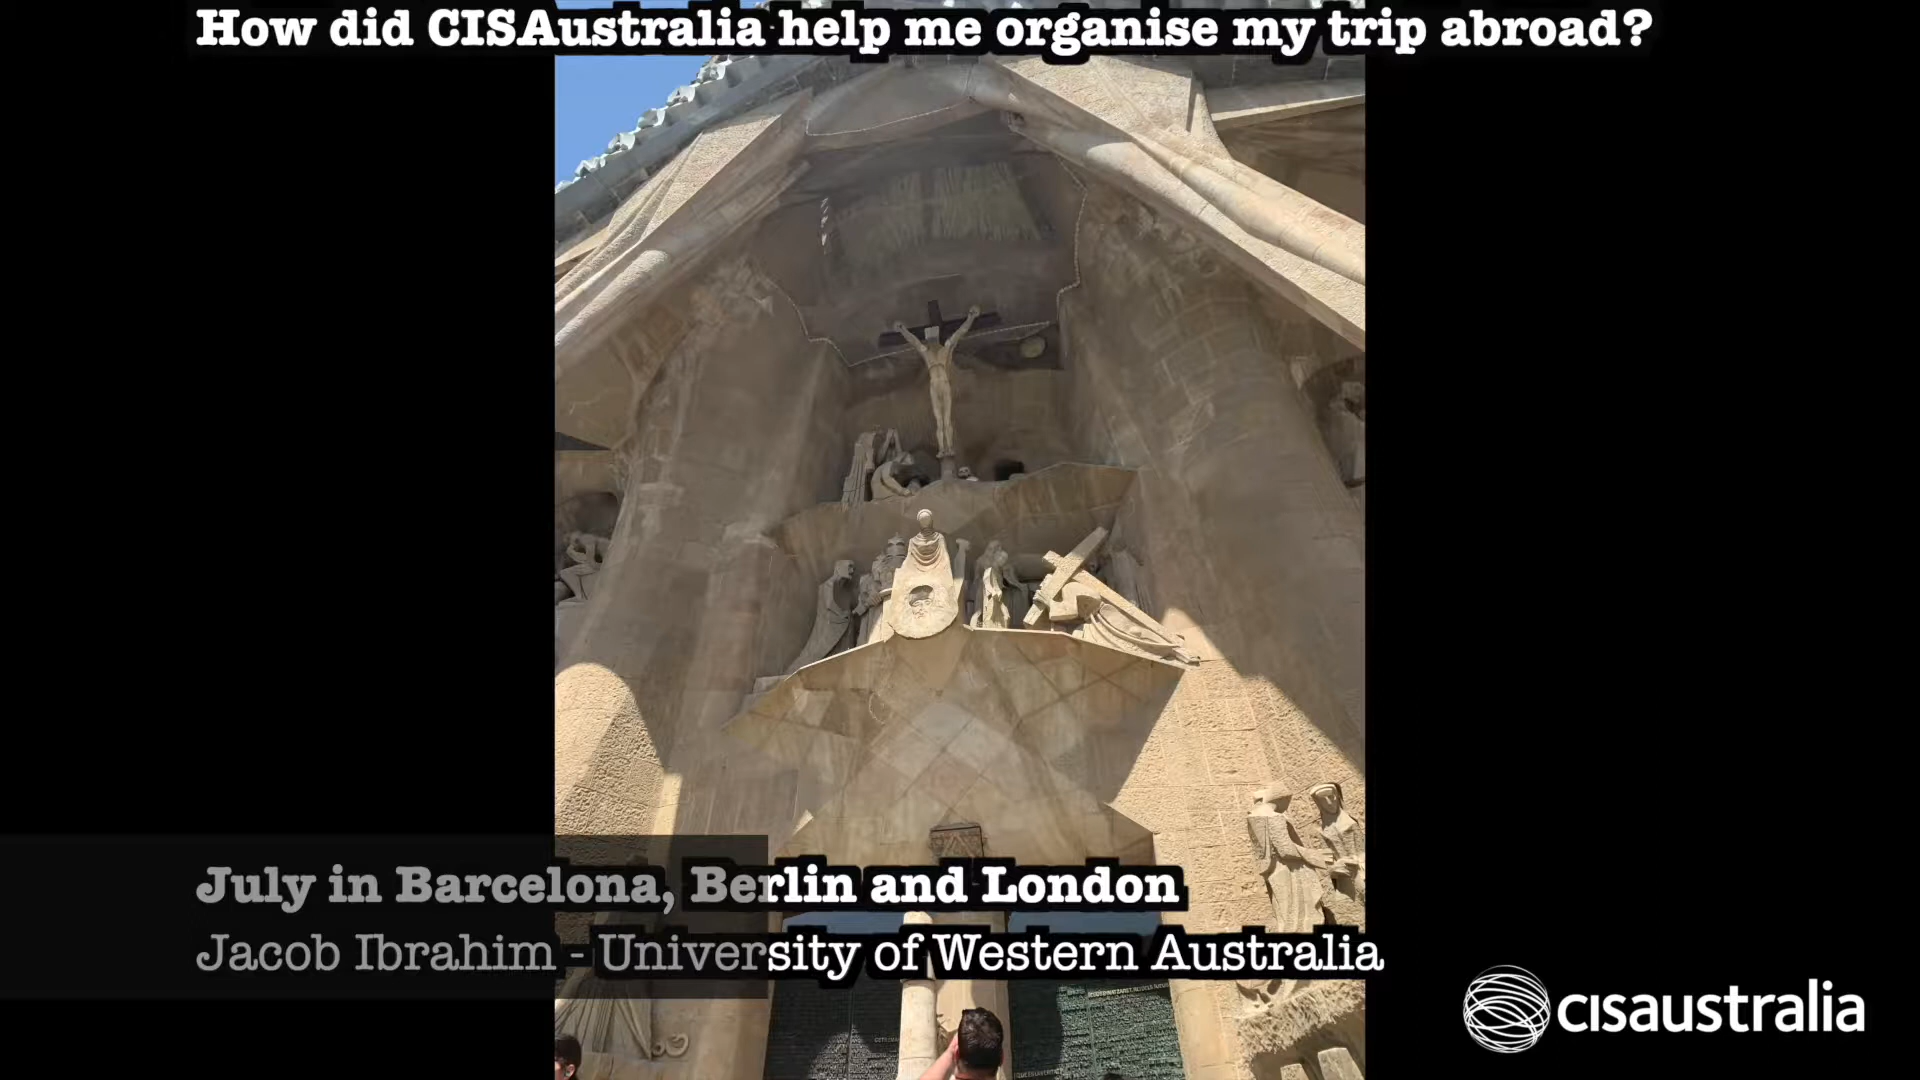 How did CISAustralia help me organise my trip abroad?
July in Barcelona, Berlin and London
Jacob Ibrahim - University of Western Australia
cisaustralia